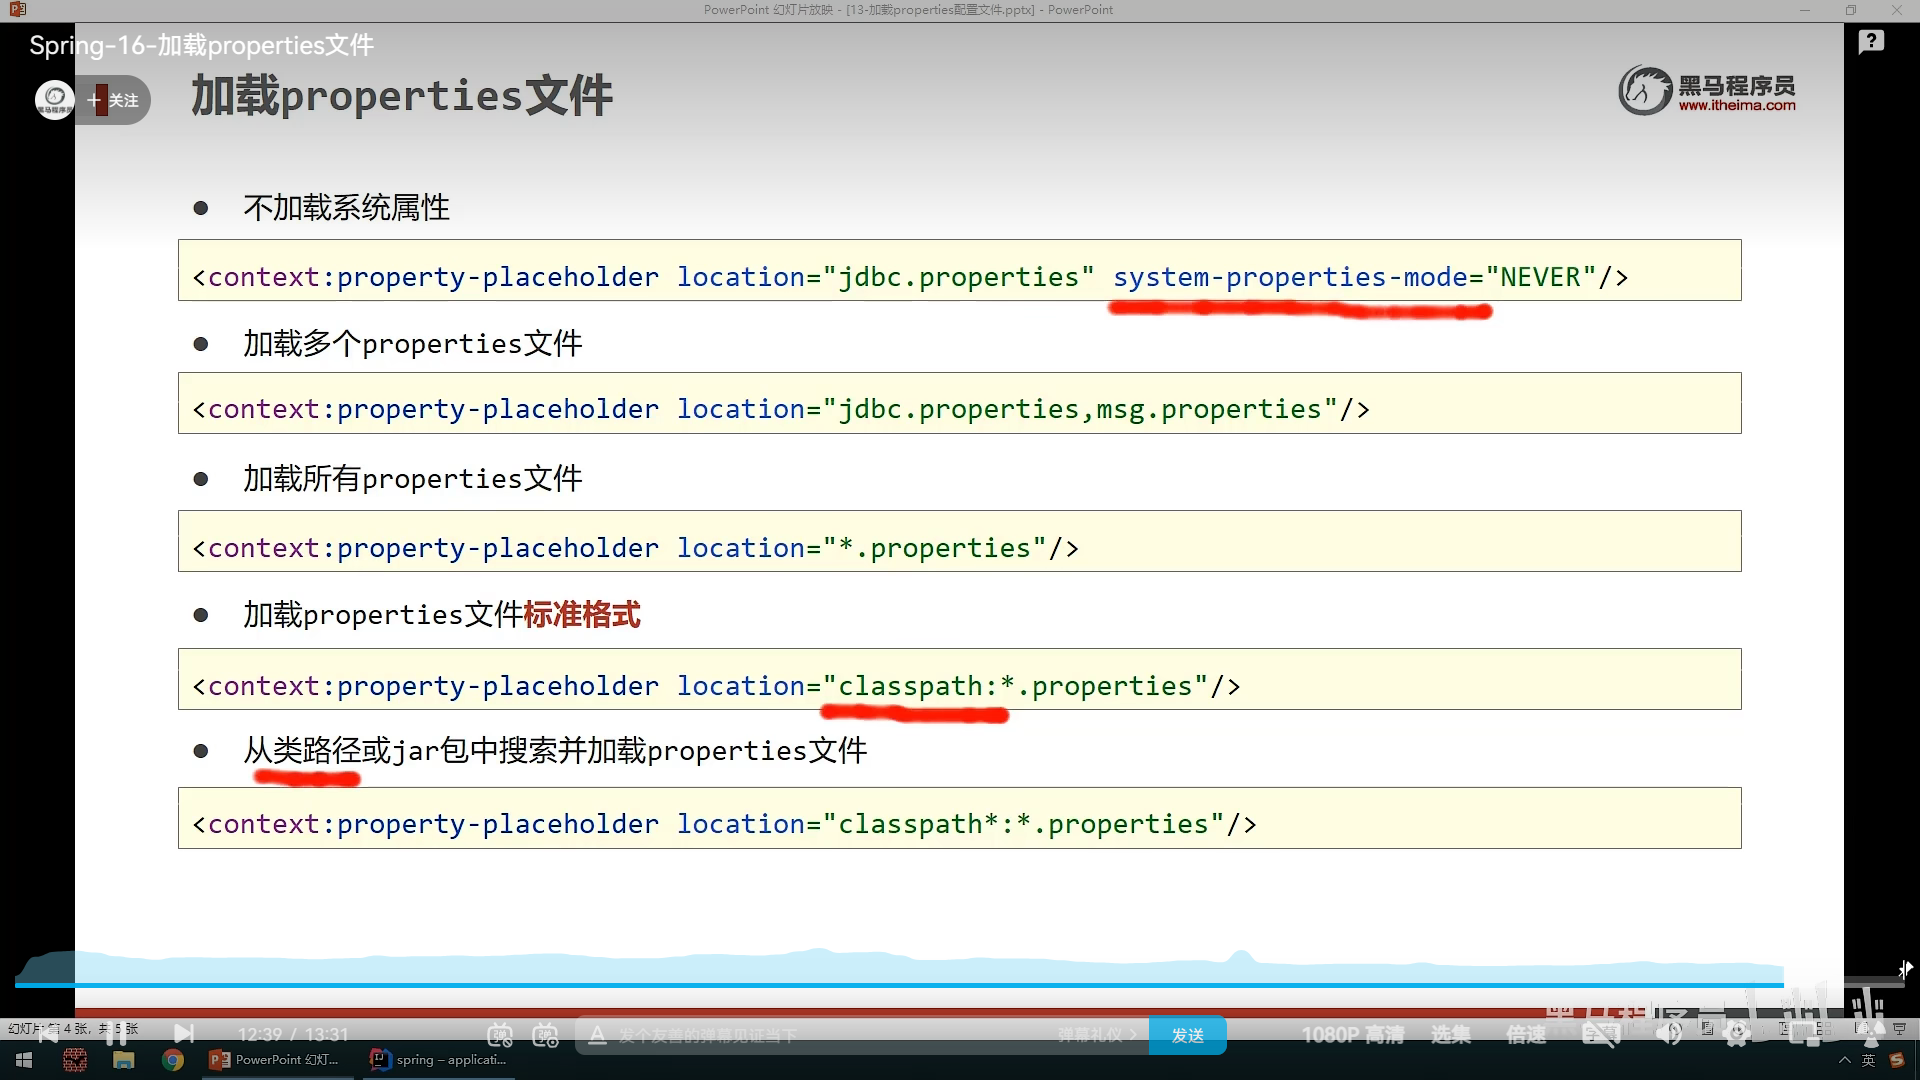 PowerPoint 幻灯片放映 - [13-加载properties配置文件.pptx] - PowerPoint
Spring-16-加载properties文件
+ 关注
加载properties文件
黑马程序员
www.itheima.com
不加载系统属性
<context:property-placeholder location="jdbc.properties" system-properties-mode="NEVER"/>
加载多个properties文件
<context:property-placeholder location="jdbc.properties,msg.properties"/>
加载所有properties文件
<context:property-placeholder location="*.properties"/>
加载properties文件标准格式
<context:property-placeholder location="classpath:*.properties"/>
从类路径或jar包中搜索并加载properties文件
<context:property-placeholder location="classpath*:*.properties"/>
幻灯片 第 4 张，共 5 张
12:39 / 13:31
发个友善的弹幕见证当下
弹幕礼仪 >
发送
1080P 高清
选集
倍速
字幕
PowerPoint 幻灯...
spring – applicati...
英